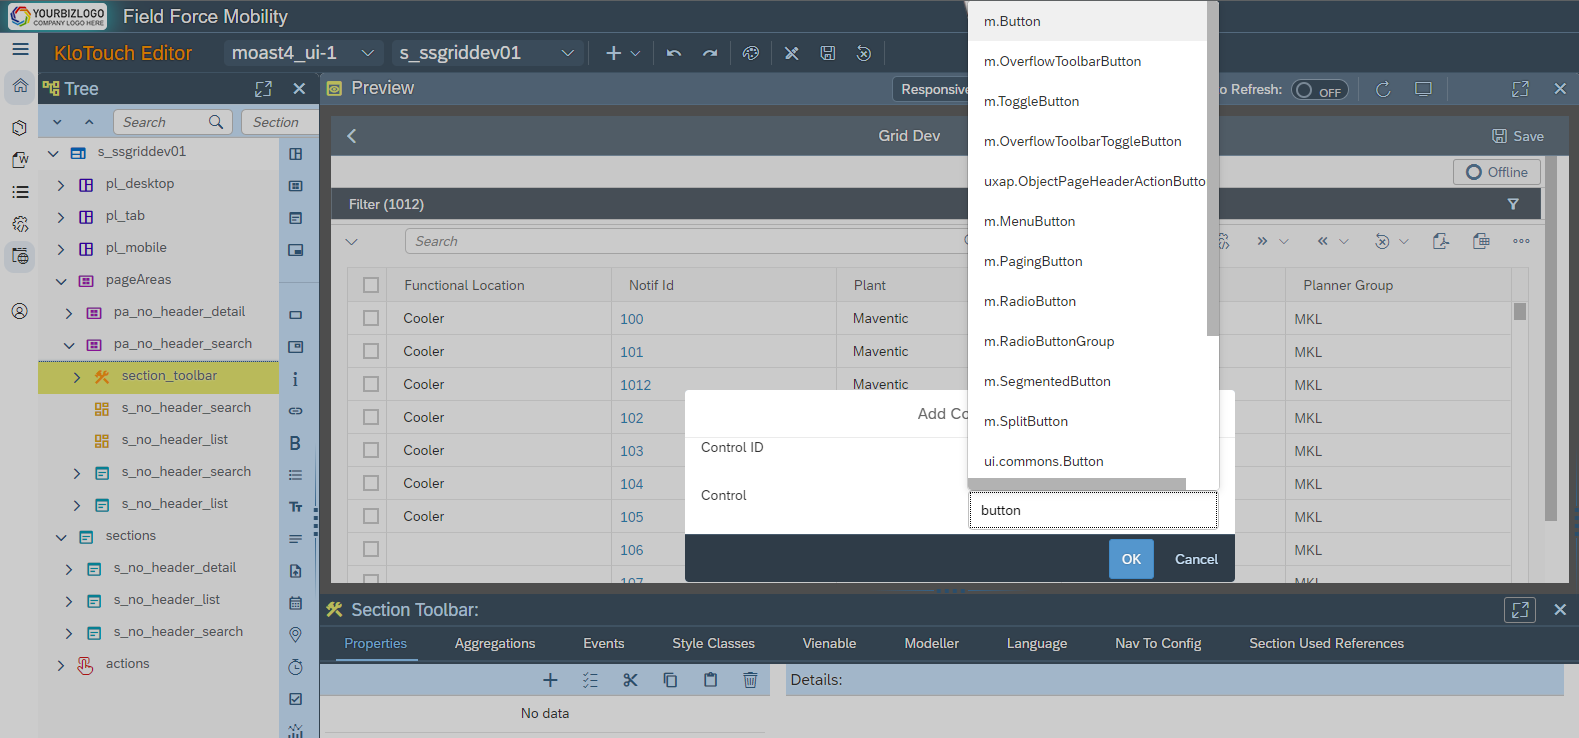 YOURBIZLOGO
COMPANY LOGO HERE
Field Force Mobility
KloTouch Editor
moast4_ui-1
s_ssgriddev01
Tree
Search
Section
s_ssgriddev01
pl_desktop
pl_tab
pl_mobile
pageAreas
pa_no_header_detail
pa_no_header_search
section_toolbar
s_no_header_search
s_no_header_list
s_no_header_search
s_no_header_list
sections
s_no_header_detail
s_no_header_list
s_no_header_search
actions
Preview
Responsive
o Refresh:
OFF
Grid Dev
Save
Offline
Filter (1012)
Search
Functional Location Notif Id Plant Planner Group
Cooler 100 Maventic MKL
Cooler 101 Maventic MKL
Cooler 1012 Maventic MKL
Cooler 102 MKL
Cooler 103 MKL
Cooler 104 MKL
Cooler 105 MKL
106 MKL
107 MKL
m.Button
m.OverflowToolbarButton
m.ToggleButton
m.OverflowToolbarToggleButton
uxap.ObjectPageHeaderActionButto
m.MenuButton
m.PagingButton
m.RadioButton
m.RadioButtonGroup
m.SegmentedButton
m.SplitButton
ui.commons.Button
Add Co
Control ID
Control
button
OK
Cancel
Section Toolbar:
Properties Aggregations Events Style Classes Vienable Modeller Language Nav To Config Section Used References
Details:
No data